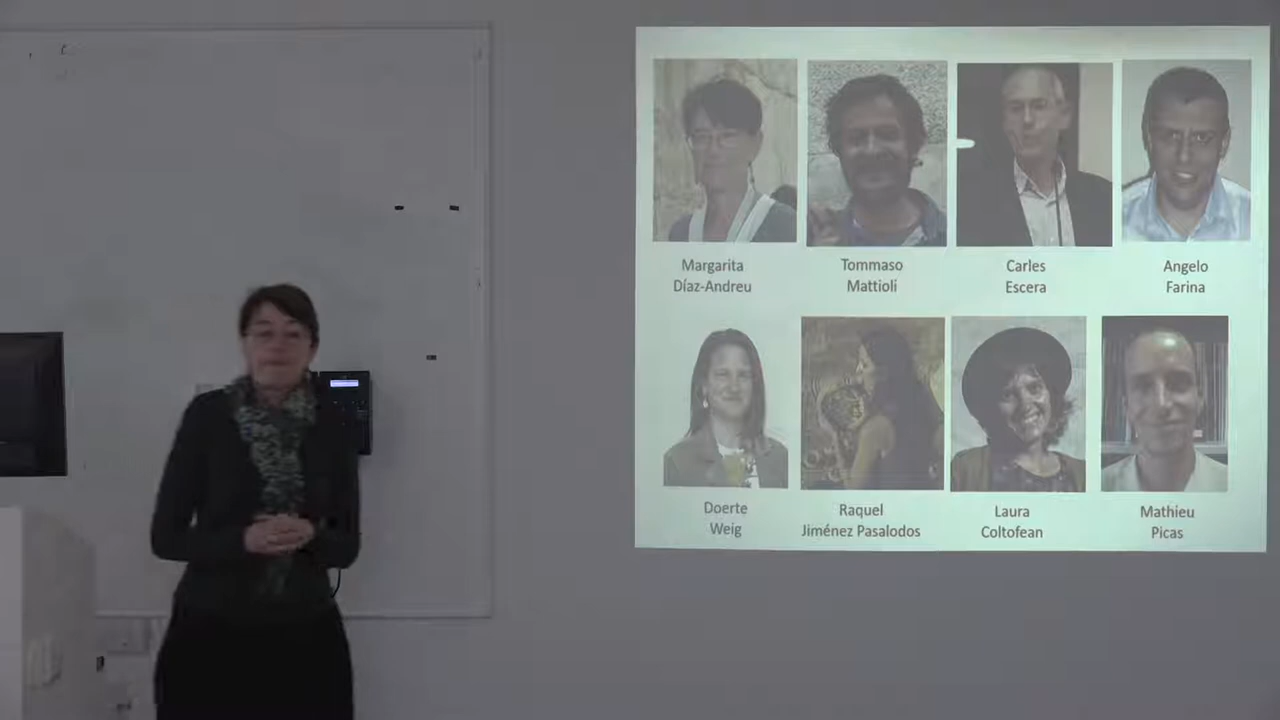 Margarita
Díaz-Andreu
Tommaso
Mattioli
Carles
Escera
Angelo
Farina
Doerte
Weig
Raquel
Jiménez Pasalodos
Laura
Coltofean
Mathieu
Picas